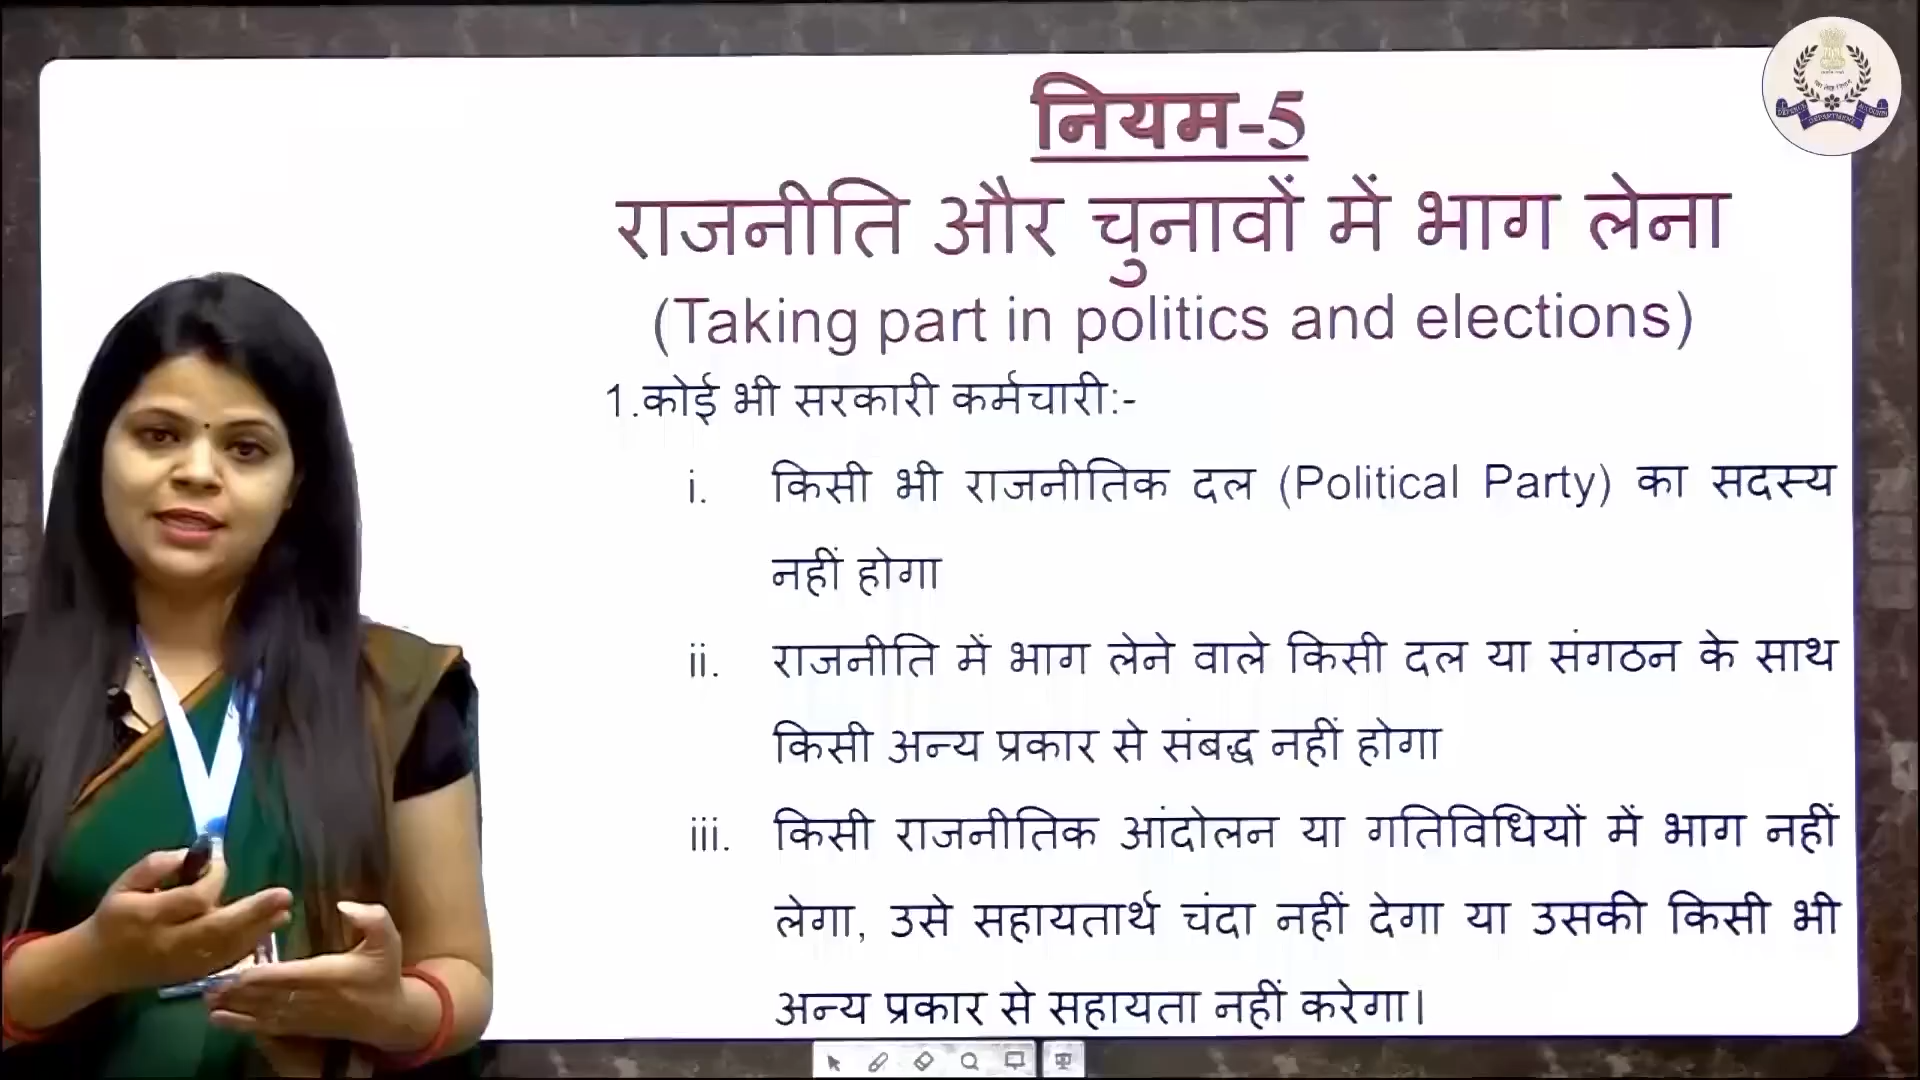 नियम-5
राजनीति और चुनावों में भाग लेना
(Taking part in politics and elections)
1.कोई भी सरकारी कर्मचारी:-
i. किसी भी राजनीतिक दल (Political Party) का सदस्य
नहीं होगा
ii. राजनीति में भाग लेने वाले किसी दल या संगठन के साथ
किसी अन्य प्रकार से संबद्ध नहीं होगा
iii. किसी राजनीतिक आंदोलन या गतिविधियों में भाग नहीं
लेगा, उसे सहायतार्थ चंदा नहीं देगा या उसकी किसी भी
अन्य प्रकार से सहायता नहीं करेगा।